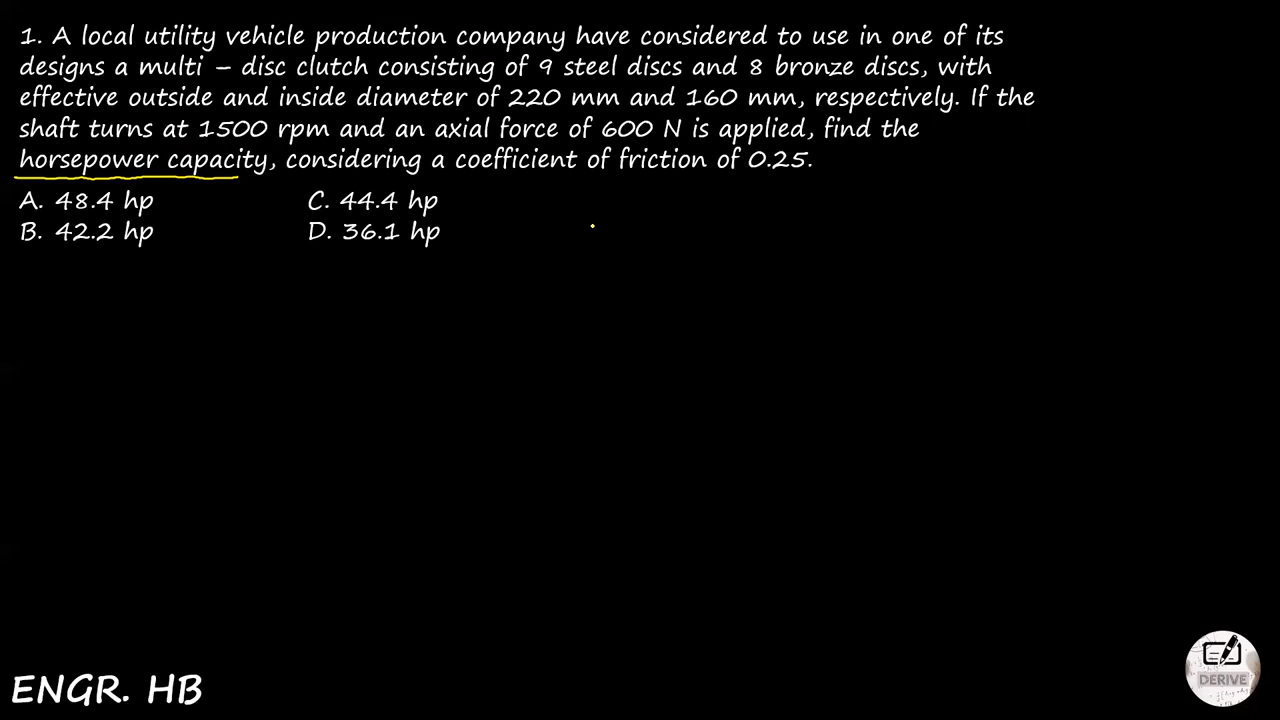 1. A local utility vehicle production company have considered to use in one of its
designs a multi – disc clutch consisting of 9 steel discs and 8 bronze discs, with
effective outside and inside diameter of 220 mm and 160 mm, respectively. If the
shaft turns at 1500 rpm and an axial force of 600 N is applied, find the
horsepower capacity, considering a coefficient of friction of 0.25.
A. 48.4 hp C. 44.4 hp
B. 42.2 hp D. 36.1 hp
ENGR. HB
DERIVE